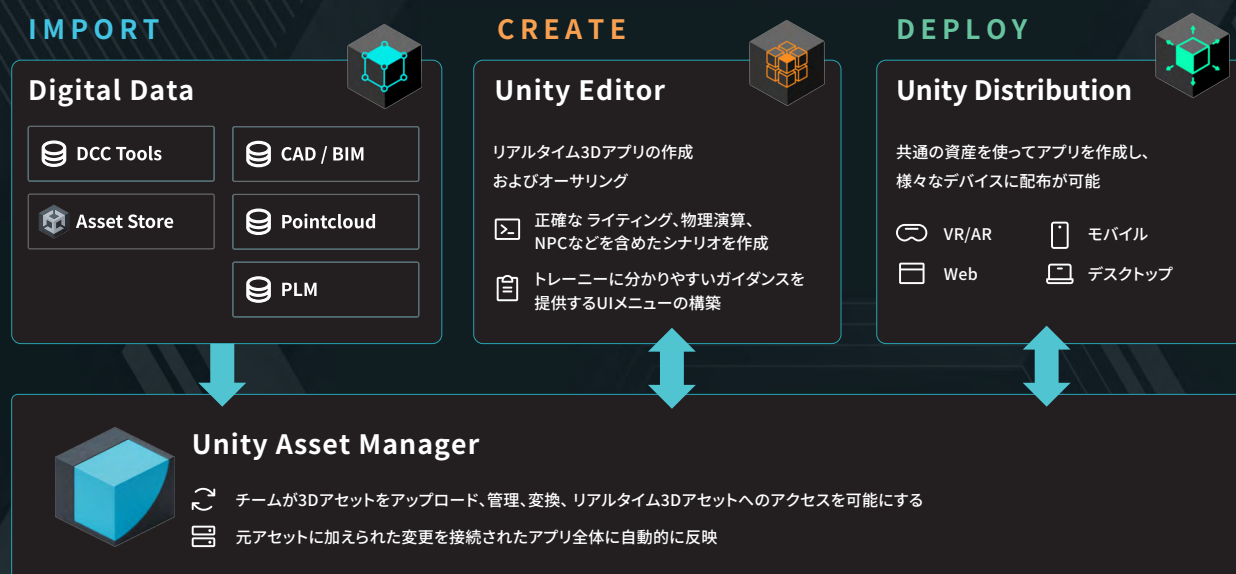 IMPORT
Digital Data
DCC Tools
CAD / BIM
Asset Store
Pointcloud
PLM
CREATE
Unity Editor
リアルタイム3Dアプリの作成
およびオーサリング
正確な ライティング、物理演算、
NPCなどを含めたシナリオを作成
トレーニーに分かりやすいガイダンスを
提供するUIメニューの構築
DEPLOY
Unity Distribution
共通の資産を使ってアプリを作成し、
様々なデバイスに配布が可能
VR/AR
モバイル
Web
デスクトップ
Unity Asset Manager
チームが3Dアセットをアップロード、管理、変換、リアルタイム3Dアセットへのアクセスを可能にする
元アセットに加えられた変更を接続されたアプリ全体に自動的に反映